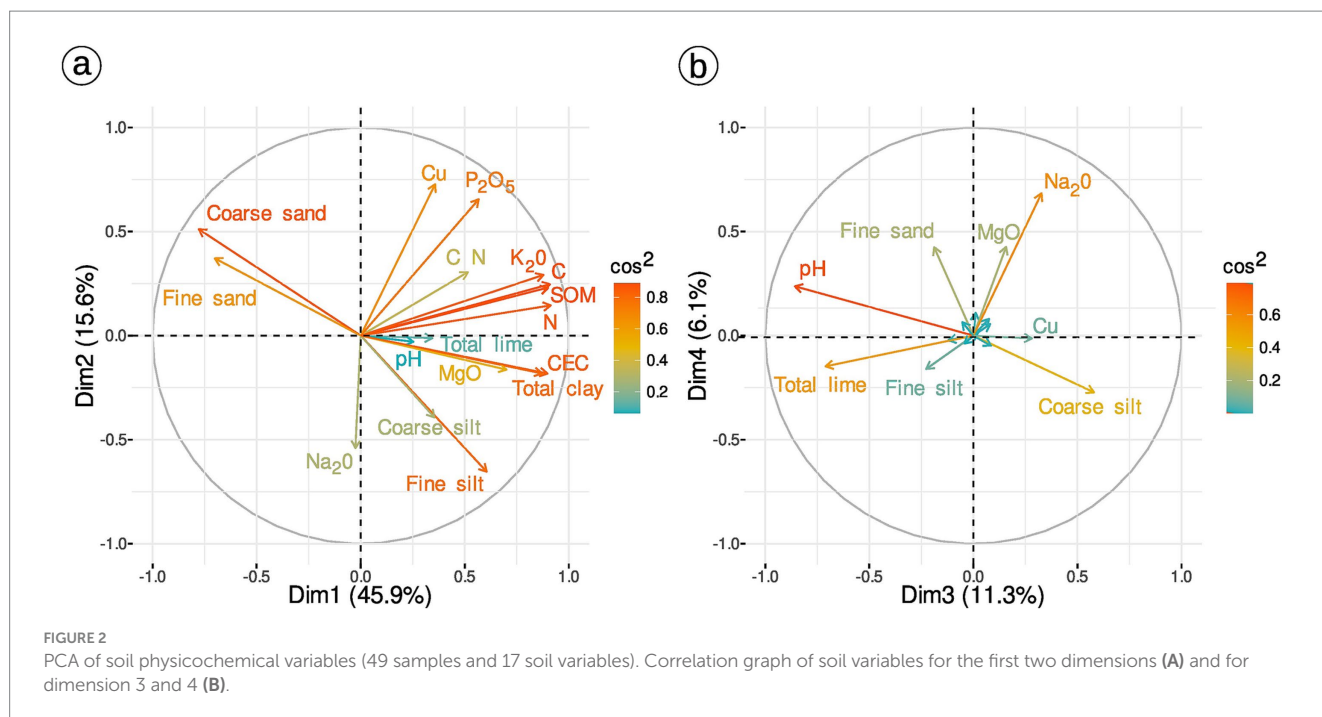 a
b
1.0
0.5
0.0
-0.5
-1.0
Dim2 (15.6%)
Cu
P₂O₅
Coarse sand
C N
K₂0
C
Fine sand
SOM
N
Total lime
pH
CEC
MgO
Total clay
Coarse silt
Na₂0
Fine silt
-1.0
-0.5
0.0
0.5
1.0
Dim1 (45.9%)
cos²
0.8
0.6
0.4
0.2
1.0
0.5
0.0
-0.5
-1.0
Dim4 (6.1%)
Na₂0
Fine sand
MgO
pH
Cu
Total lime
Fine silt
Coarse silt
-1.0
-0.5
0.0
0.5
1.0
Dim3 (11.3%)
cos²
0.8
0.6
0.4
0.2
FIGURE 2
PCA of soil physicochemical variables (49 samples and 17 soil variables). Correlation graph of soil variables for the first two dimensions (A) and for
dimension 3 and 4 (B).